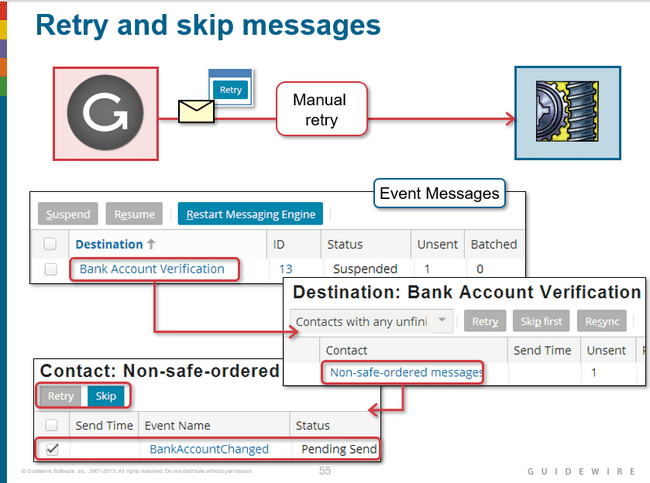 Retry and skip messages
G
Retry
Manual
retry
Event Messages
Suspend Resume Restart Messaging Engine
Destination ↑ ID Status Unsent Batched
Bank Account Verification 13 Suspended 1 0
Destination: Bank Account Verification
Contacts with any unfini Retry Skip first Resync
Contact Send Time Unsent
Non-safe-ordered messages 1
Contact: Non-safe-ordered
Retry Skip
Send Time Event Name Status
BankAccountChanged Pending Send
© Guidewire Software, Inc. 2001-2013. All rights reserved. Do not distribute without permission. 55 GUIDEWIRE